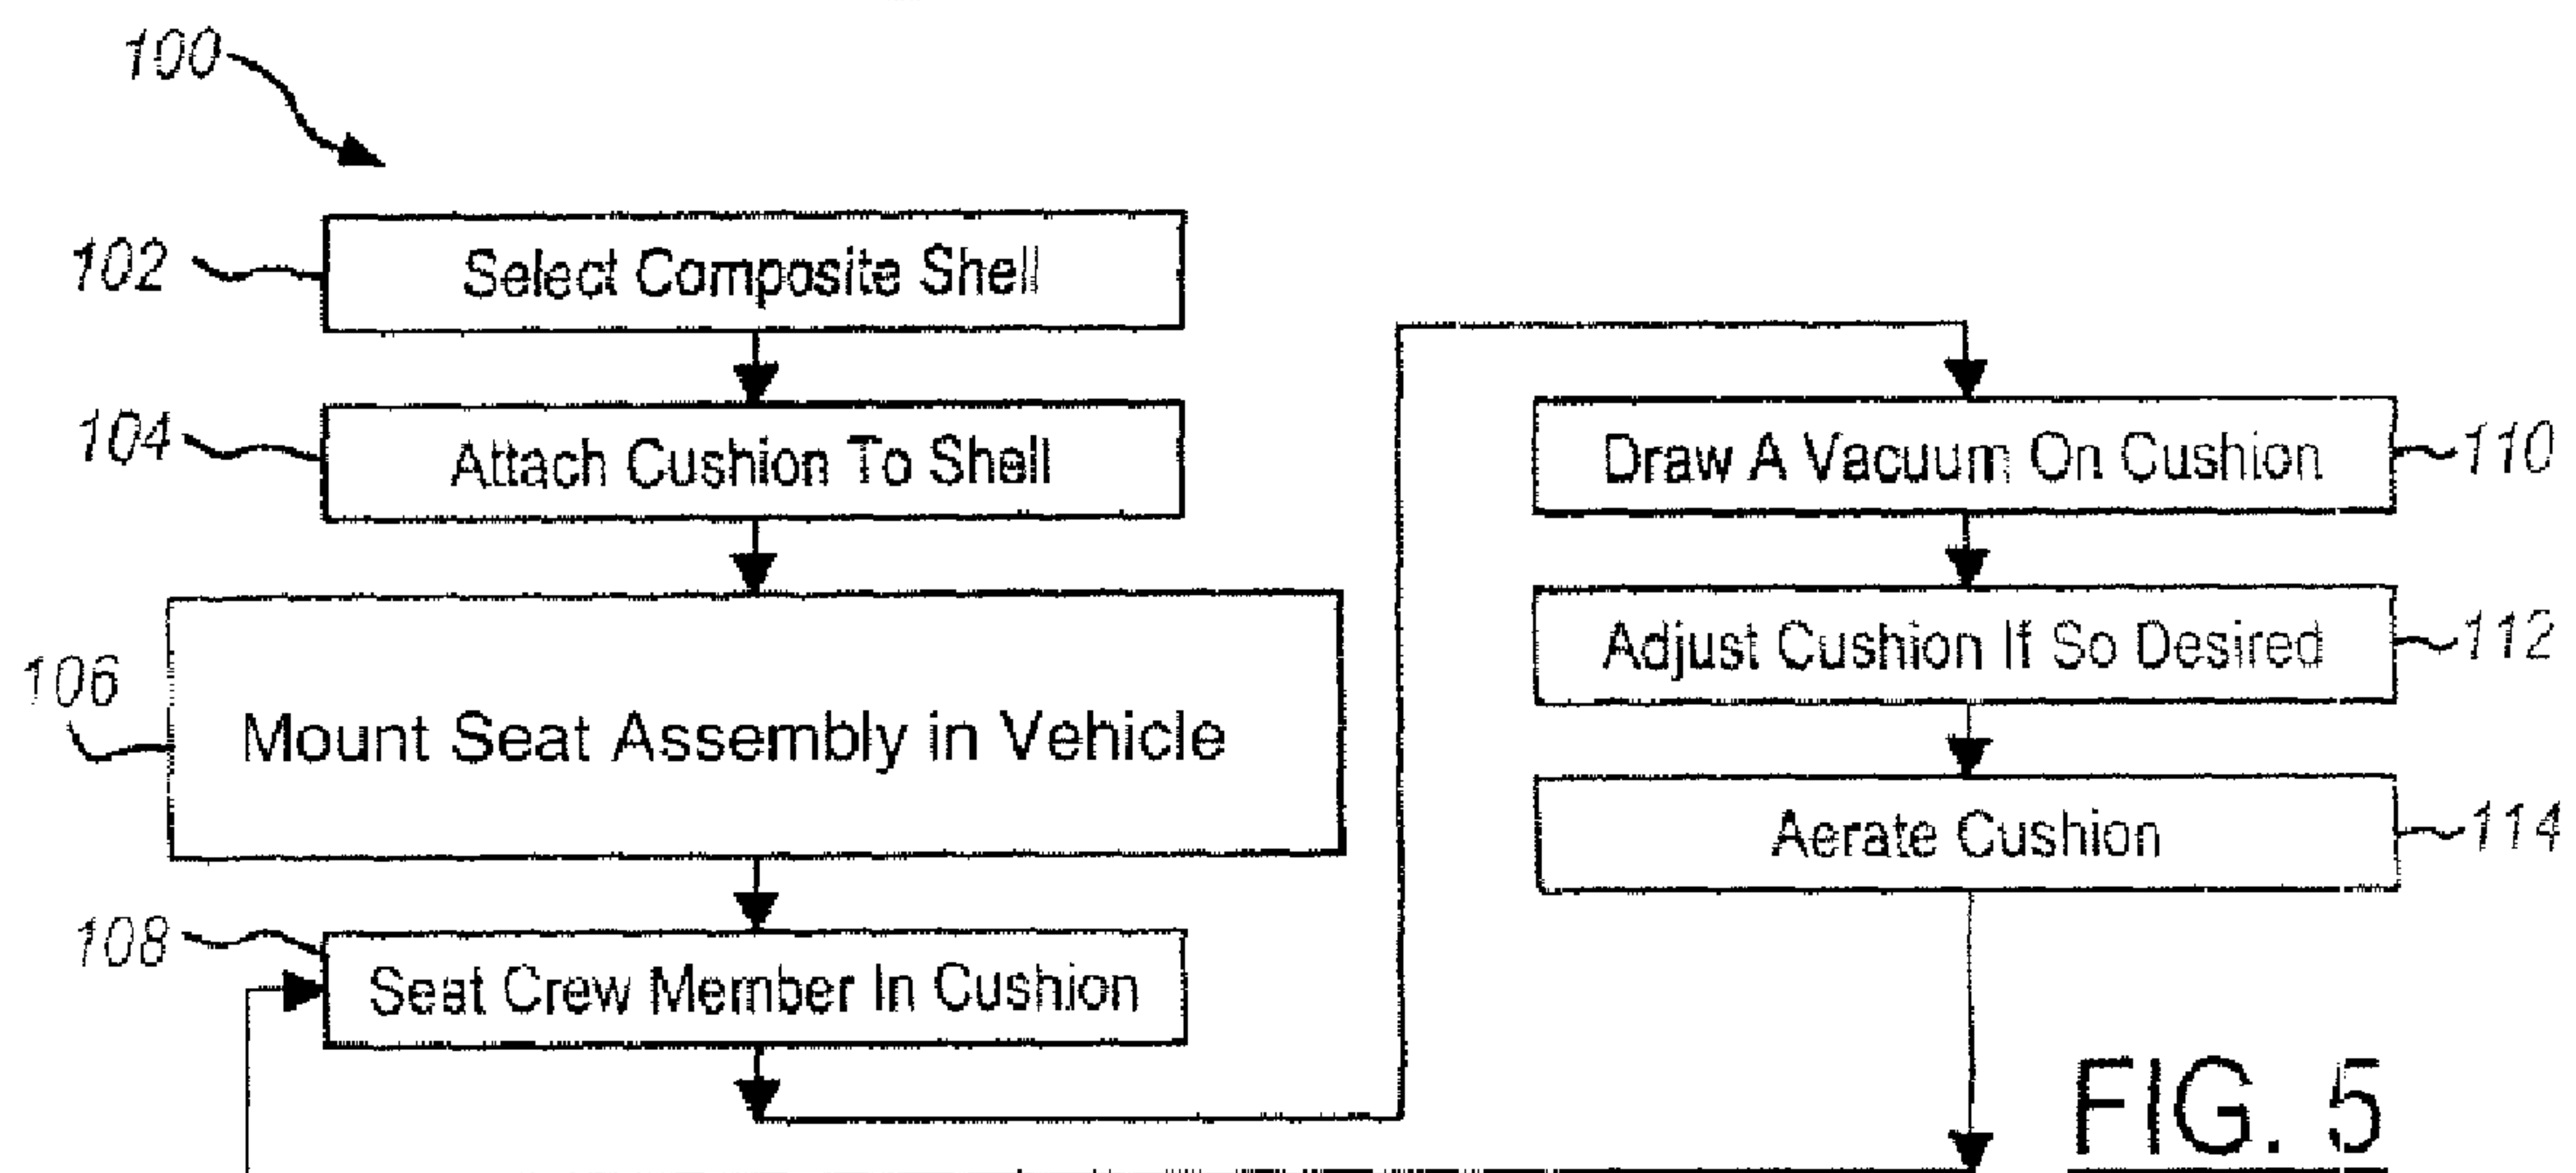 100
102
Select Composite Shell
104
Attach Cushion To Shell
106
Mount Seat Assembly in Vehicle
108
Seat Crew Member In Cushion
Draw A Vacuum On Cushion
110
Adjust Cushion If So Desired
112
Aerate Cushion
114
FIG. 5